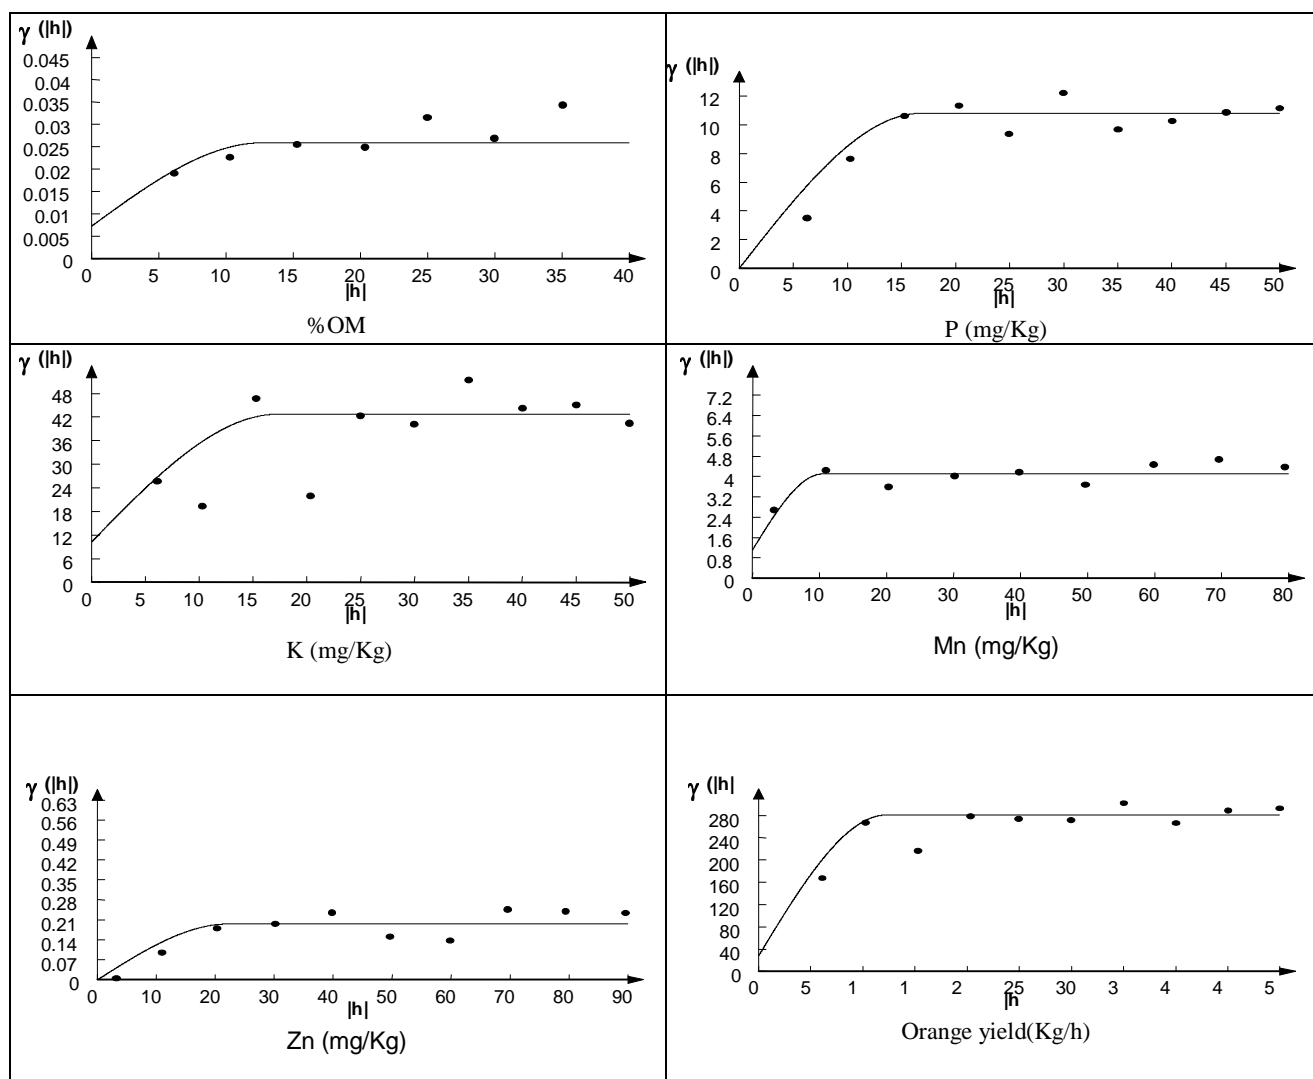 γ (|h|)
0.045
0.04
0.035
0.03
0.025
0.02
0.015
0.01
0.005
0
0 5 10 15 20 25 30 35 40
|h|
%OM
γ (|h|)
12
10
8
6
4
2
0
0 5 10 15 20 25 30 35 40 45 50
|h|
P (mg/Kg)
γ (|h|)
48
42
36
30
24
18
12
6
0
0 5 10 15 20 25 30 35 40 45 50
|h|
K (mg/Kg)
γ (|h|)
7.2
6.4
5.6
4.8
4
3.2
2.4
1.6
0.8
0
0 10 20 30 40 50 60 70 80
|h|
Mn (mg/Kg)
γ (|h|)
0.63
0.56
0.49
0.42
0.35
0.28
0.21
0.14
0.07
0
0 10 20 30 40 50 60 70 80 90
|h|
Zn (mg/Kg)
γ (|h|
280
240
200
160
120
80
40
0
0 5 1 1 2 25 30 3 4 4 5
|h
Orange yield(Kg/h)